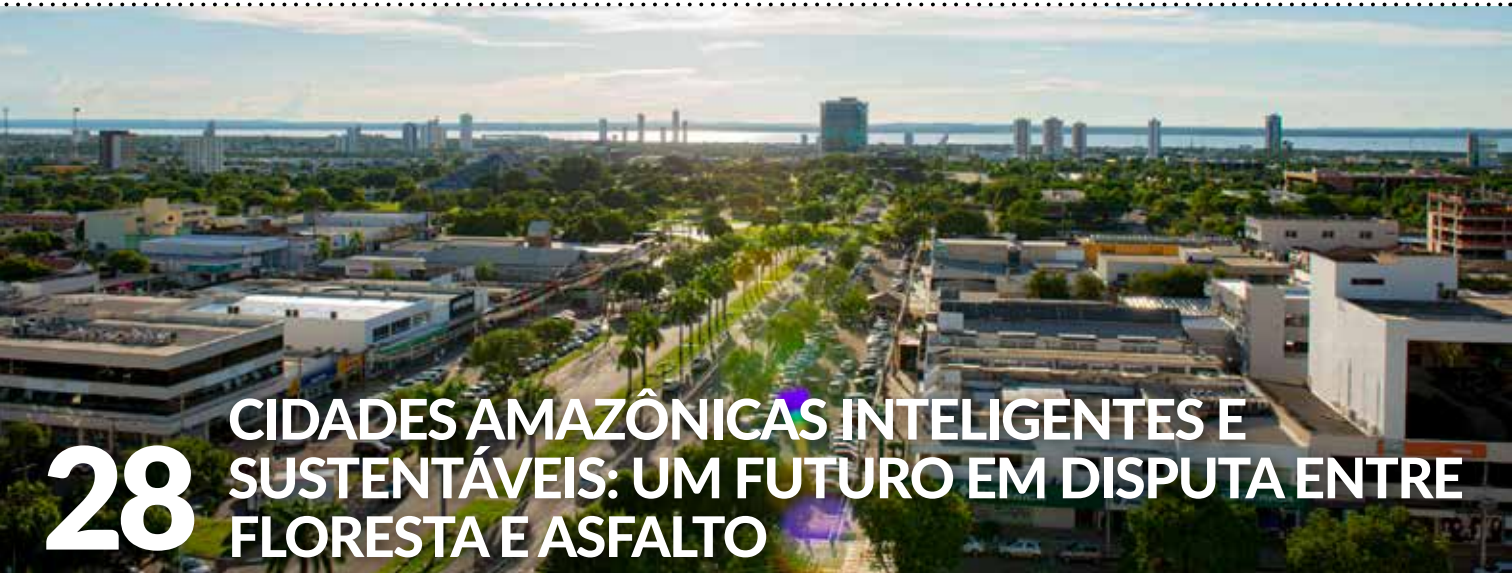 28
CIDADES AMAZÔNICAS INTELIGENTES E
SUSTENTÁVEIS: UM FUTURO EM DISPUTA ENTRE
FLORESTA E ASFALTO